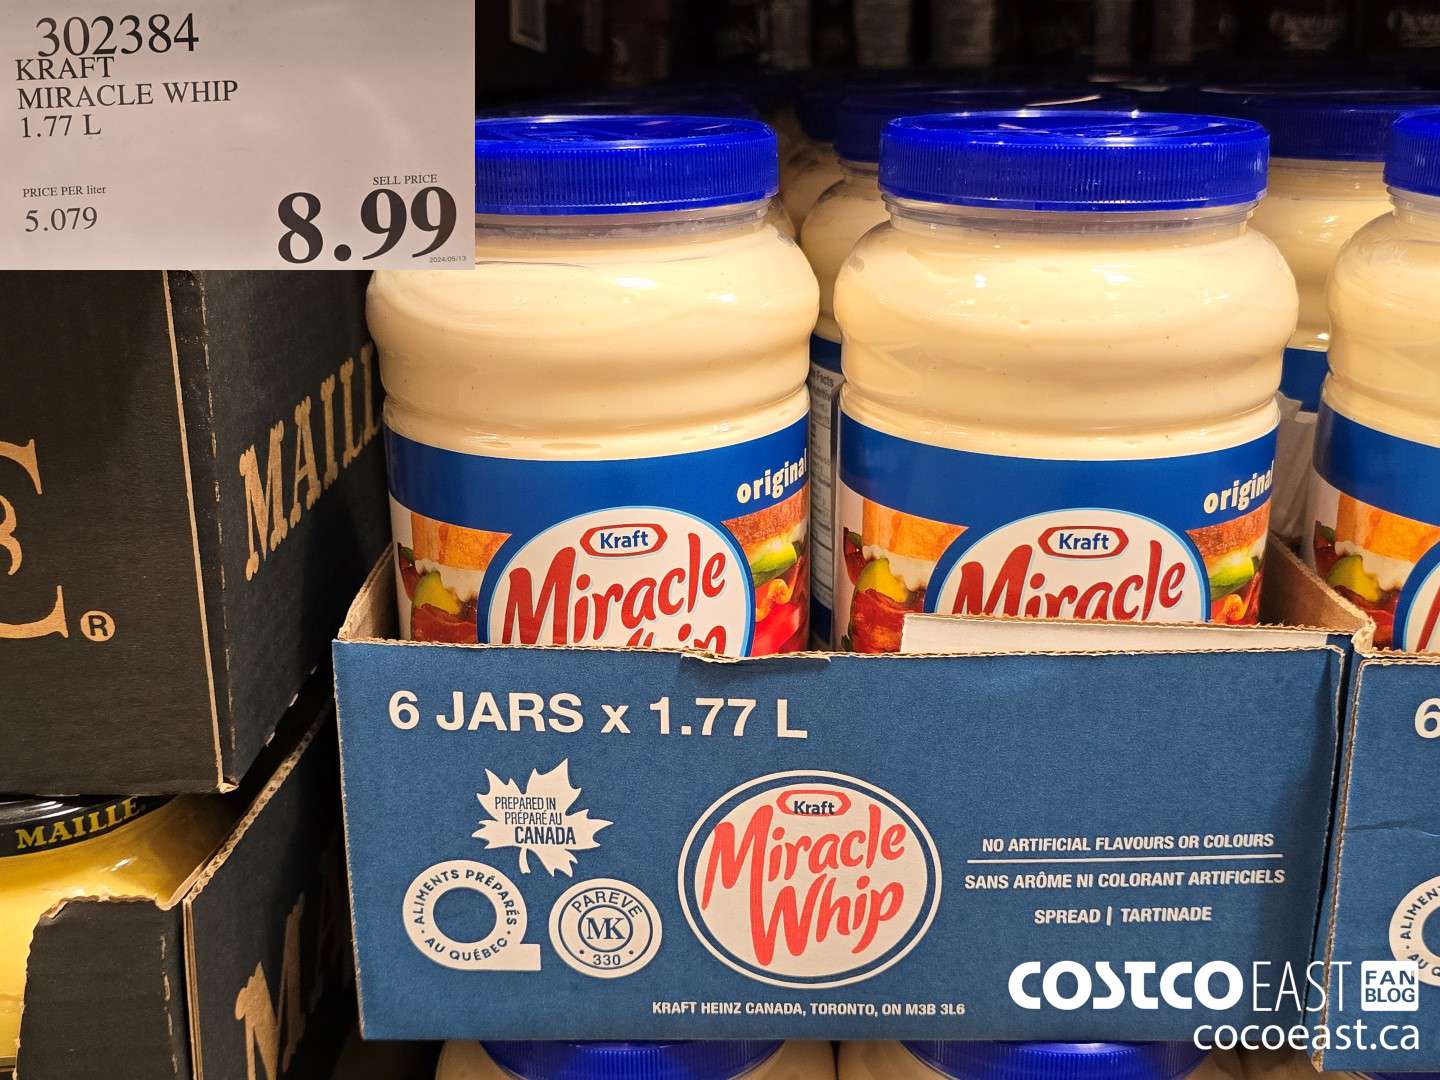 302384
KRAFT
MIRACLE WHIP
1.77 L
PRICE PER liter
5.079
SELL PRICE
8.99
2024/05/13
MAILL
®
MAILLE
original
Kraft
Miracle
Whip
original
Kraft
Miracle
6 JARS x 1.77 L
PREPARED IN
PRÉPARÉ AU
CANADA
ALIMENTS PRÉPARÉS
AU QUÉBEC
PAREVE
MK
330
Kraft
Miracle
Whip
NO ARTIFICIAL FLAVOURS OR COLOURS
SANS ARÔME NI COLORANT ARTIFICIELS
SPREAD | TARTINADE
KRAFT HEINZ CANADA, TORONTO, ON M3B 3L6
6
COSTCO EAST FAN BLOG
cocoeast.ca